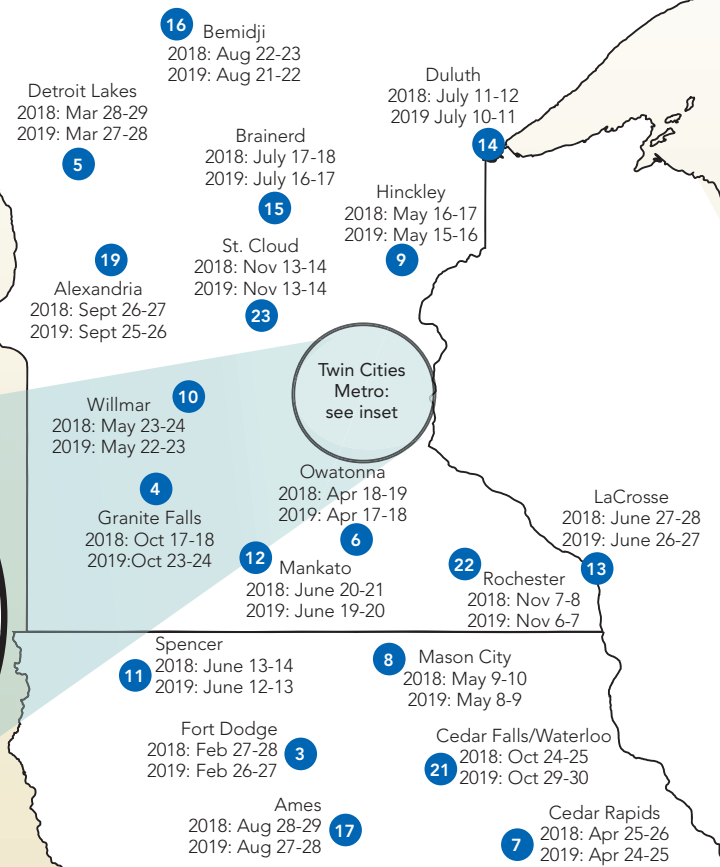 16
Bemidji
2018: Aug 22-23
2019: Aug 21-22
Detroit Lakes
2018: Mar 28-29
2019: Mar 27-28
5
Duluth
2018: July 11-12
2019 July 10-11
14
Brainerd
2018: July 17-18
2019: July 16-17
15
Hinckley
2018: May 16-17
2019: May 15-16
9
19
Alexandria
2018: Sept 26-27
2019: Sept 25-26
St. Cloud
2018: Nov 13-14
2019: Nov 13-14
23
Twin Cities
Metro:
see inset
10
Willmar
2018: May 23-24
2019: May 22-23
4
Granite Falls
2018: Oct 17-18
2019:Oct 23-24
Owatonna
2018: Apr 18-19
2019: Apr 17-18
6
12
Mankato
2018: June 20-21
2019: June 19-20
22
Rochester
2018: Nov 7-8
2019: Nov 6-7
LaCrosse
2018: June 27-28
2019: June 26-27
13
Spencer
2018: June 13-14
2019: June 12-13
11
8
Mason City
2018: May 9-10
2019: May 8-9
Fort Dodge
2018: Feb 27-28
2019: Feb 26-27
3
Cedar Falls/Waterloo
2018: Oct 24-25
2019: Oct 29-30
21
Ames
2018: Aug 28-29
2019: Aug 27-28
17
Cedar Rapids
2018: Apr 25-26
2019: Apr 24-25
7